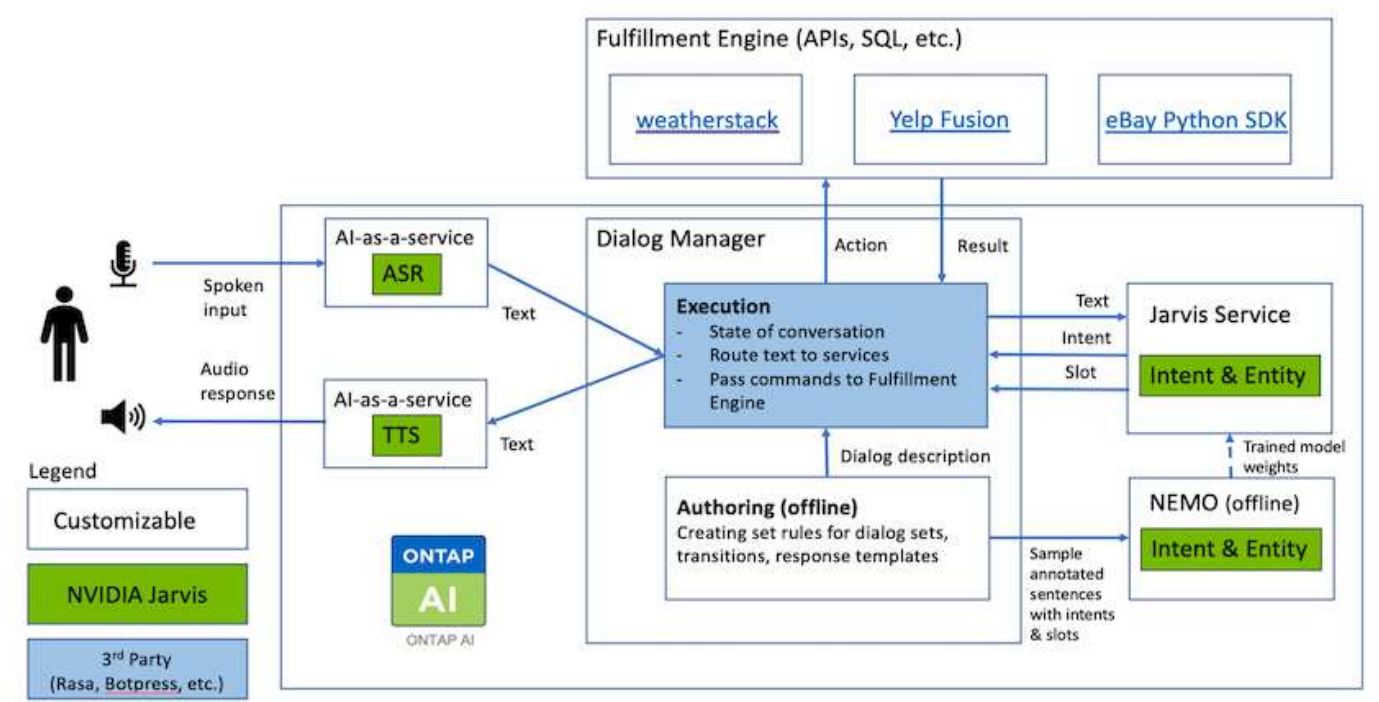 Fulfillment Engine (APIs, SQL, etc.)
weatherstack
Yelp Fusion
eBay Python SDK
Spoken
input
Audio
response
AI-as-a-service
ASR
Text
AI-as-a-service
TTS
Text
Dialog Manager
Action
Result
Execution
- State of conversation
- Route text to services
- Pass commands to Fulfillment
Engine
Text
Intent
Slot
Jarvis Service
Intent & Entity
Dialog description
Trained model
weights
Authoring (offline)
Creating set rules for dialog sets,
transitions, response templates
NEMO (offline)
Intent & Entity
Sample
annotated
sentences
with intents
& slots
Legend
Customizable
NVIDIA Jarvis
3rd Party
(Rasa, Botpress, etc.)
ONTAP
AI
ONTAP AI